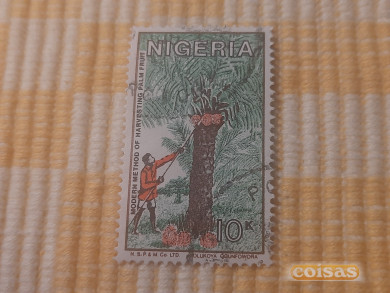 NIGERIA
MODERN METHOD OF HARVESTING PALM FRUIT
10K
N.S.P.& M. Co. LTD.
coisas